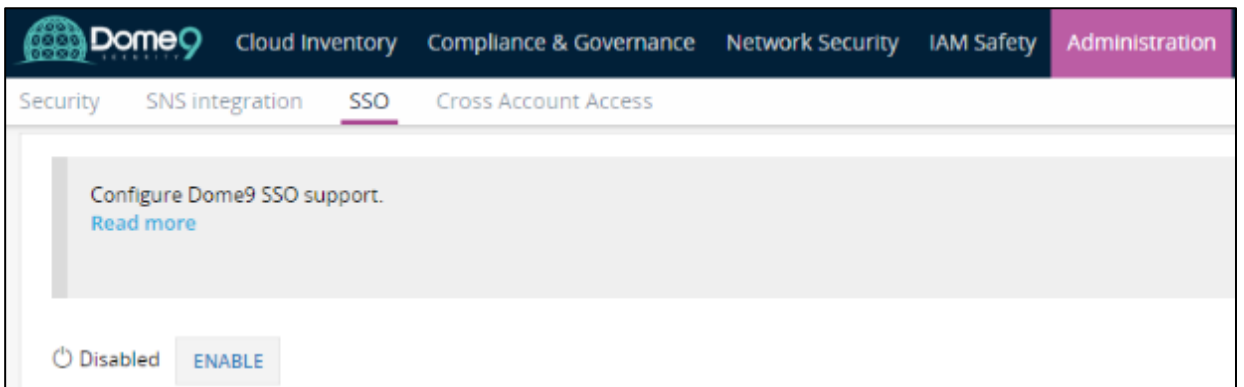 Dome9 Cloud Inventory Compliance & Governance Network Security IAM Safety Administration
SECURITY
Security SNS integration SSO Cross Account Access
Configure Dome9 SSO support.
Read more
Disabled ENABLE